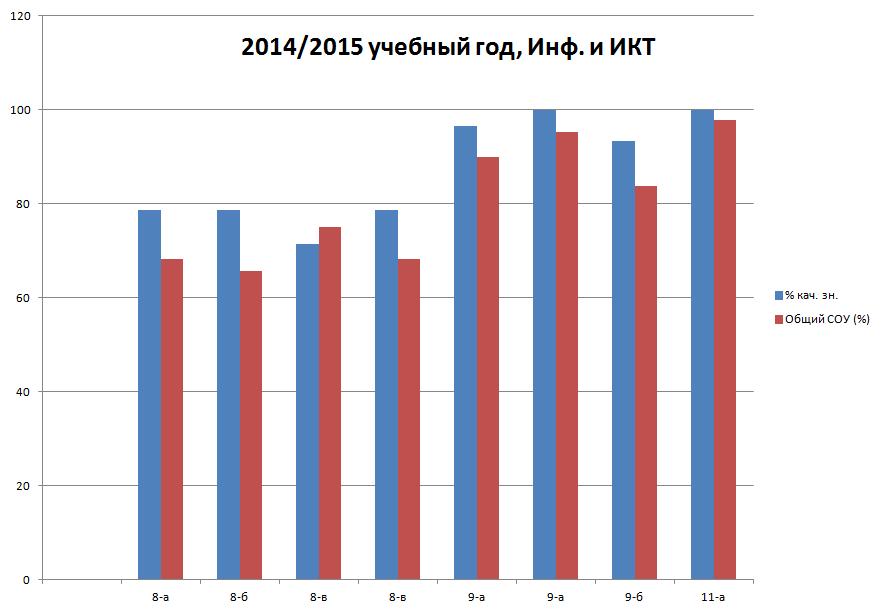 2014/2015 учебный год, Инф. и ИКТ
120
100
80
60
40
20
0
8-а 8-б 8-в 8-в 9-а 9-а 9-б 11-а
% кач. зн.
Общий СОУ (%)